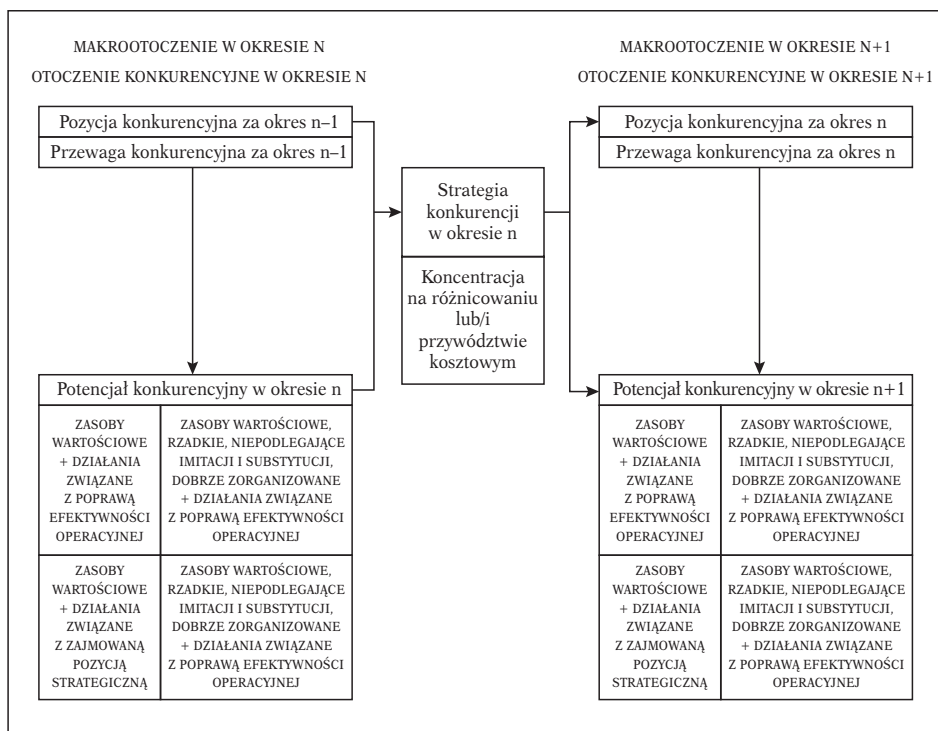 MAKROOTOCZENIE W OKRESIE N
OTOCZENIE KONKURENCYJNE W OKRESIE N
Pozycja konkurencyjna za okres n–1
Przewaga konkurencyjna za okres n–1
Potencjał konkurencyjny w okresie n
ZASOBY
WARTOŚCIOWE
+ DZIAŁANIA
ZWIĄZANE
Z POPRAWĄ
EFEKTYWNOŚCI
OPERACYJNEJ
ZASOBY WARTOŚCIOWE,
RZADKIE, NIEPODLEGAJĄCE
IMITACJI I SUBSTYTUCJI,
DOBRZE ZORGANIZOWANE
+ DZIAŁANIA ZWIĄZANE
Z POPRAWĄ EFEKTYWNOŚCI
OPERACYJNEJ
ZASOBY
WARTOŚCIOWE
+ DZIAŁANIA
ZWIĄZANE
Z ZAJMOWANĄ
POZYCJĄ
STRATEGICZNĄ
ZASOBY WARTOŚCIOWE,
RZADKIE, NIEPODLEGAJĄCE
IMITACJI I SUBSTYTUCJI,
DOBRZE ZORGANIZOWANE
+ DZIAŁANIA ZWIĄZANE
Z POPRAWĄ EFEKTYWNOŚCI
OPERACYJNEJ
Strategia
konkurencji
w okresie n
Koncentracja
na różnicowaniu
lub/i
przywództwie
kosztowym
MAKROOTOCZENIE W OKRESIE N+1
OTOCZENIE KONKURENCYJNE W OKRESIE N+1
Pozycja konkurencyjna za okres n
Przewaga konkurencyjna za okres n
Potencjał konkurencyjny w okresie n+1
ZASOBY
WARTOŚCIOWE
+ DZIAŁANIA
ZWIĄZANE
Z POPRAWĄ
EFEKTYWNOŚCI
OPERACYJNEJ
ZASOBY WARTOŚCIOWE,
RZADKIE, NIEPODLEGAJĄCE
IMITACJI I SUBSTYTUCJI,
DOBRZE ZORGANIZOWANE
+ DZIAŁANIA ZWIĄZANE
Z POPRAWĄ EFEKTYWNOŚCI
OPERACYJNEJ
ZASOBY
WARTOŚCIOWE
+ DZIAŁANIA
ZWIĄZANE
Z ZAJMOWANĄ
POZYCJĄ
STRATEGICZNĄ
ZASOBY WARTOŚCIOWE,
RZADKIE, NIEPODLEGAJĄCE
IMITACJI I SUBSTYTUCJI,
DOBRZE ZORGANIZOWANE
+ DZIAŁANIA ZWIĄZANE
Z POPRAWĄ EFEKTYWNOŚCI
OPERACYJNEJ